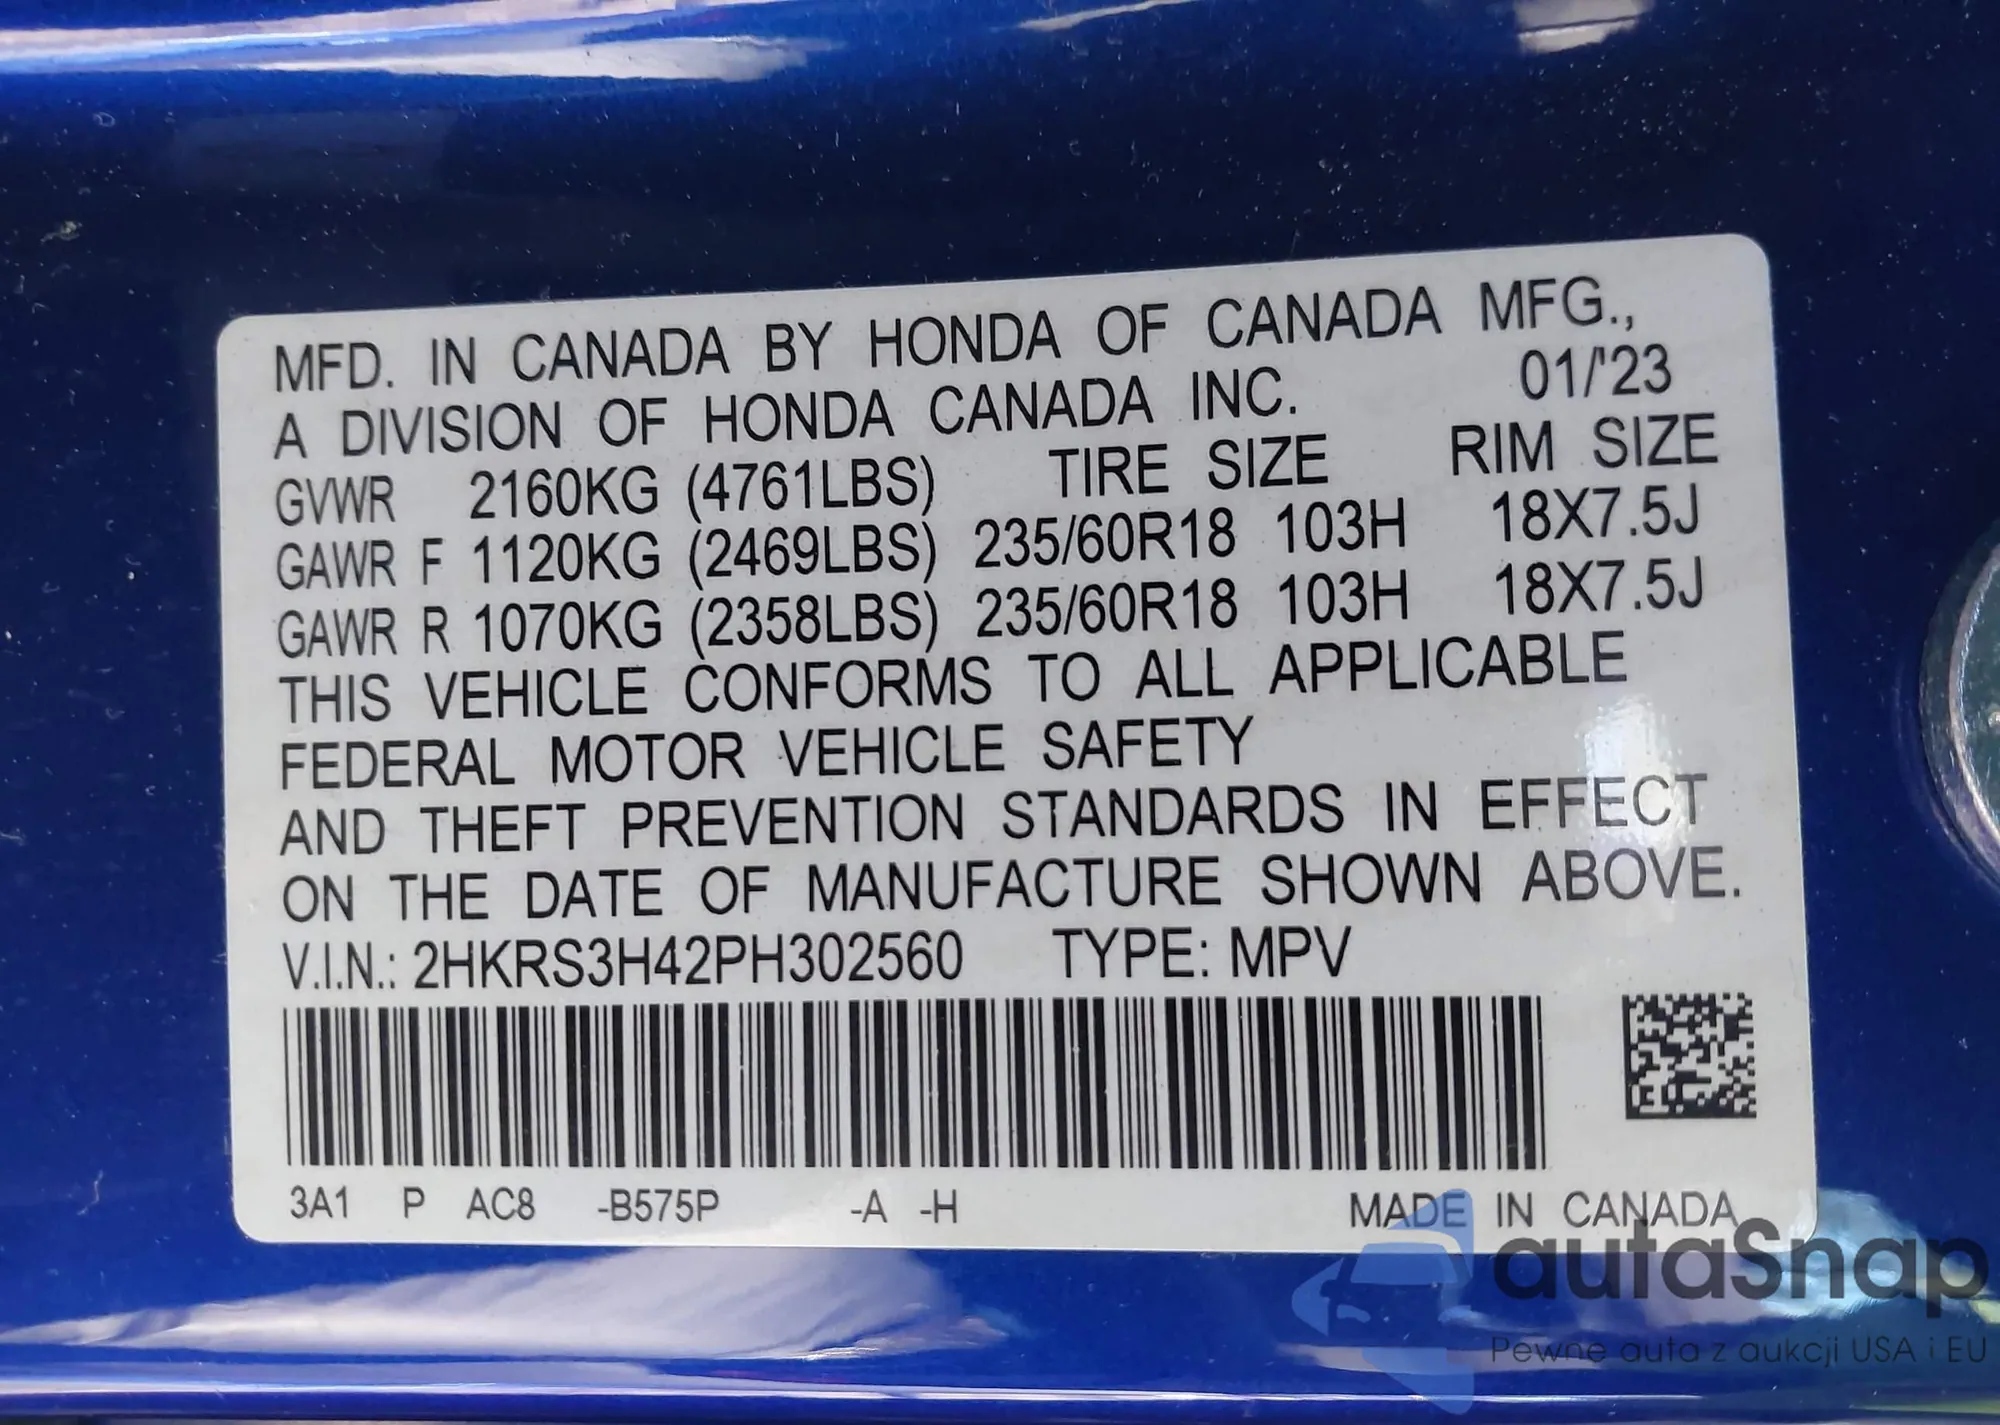 MFD. IN CANADA BY HONDA OF CANADA MFG.,
A DIVISION OF HONDA CANADA INC. 01/'23
GVWR 2160KG (4761LBS) TIRE SIZE RIM SIZE
GAWR F 1120KG (2469LBS) 235/60R18 103H 18X7.5J
GAWR R 1070KG (2358LBS) 235/60R18 103H 18X7.5J
THIS VEHICLE CONFORMS TO ALL APPLICABLE
FEDERAL MOTOR VEHICLE SAFETY
AND THEFT PREVENTION STANDARDS IN EFFECT
ON THE DATE OF MANUFACTURE SHOWN ABOVE.
V.I.N.: 2HKRS3H42PH302560 TYPE: MPV
3A1 P AC8 -B575P -A -H MADE IN CANADA
autaSnap
Pewne auta z aukcji USA i EU